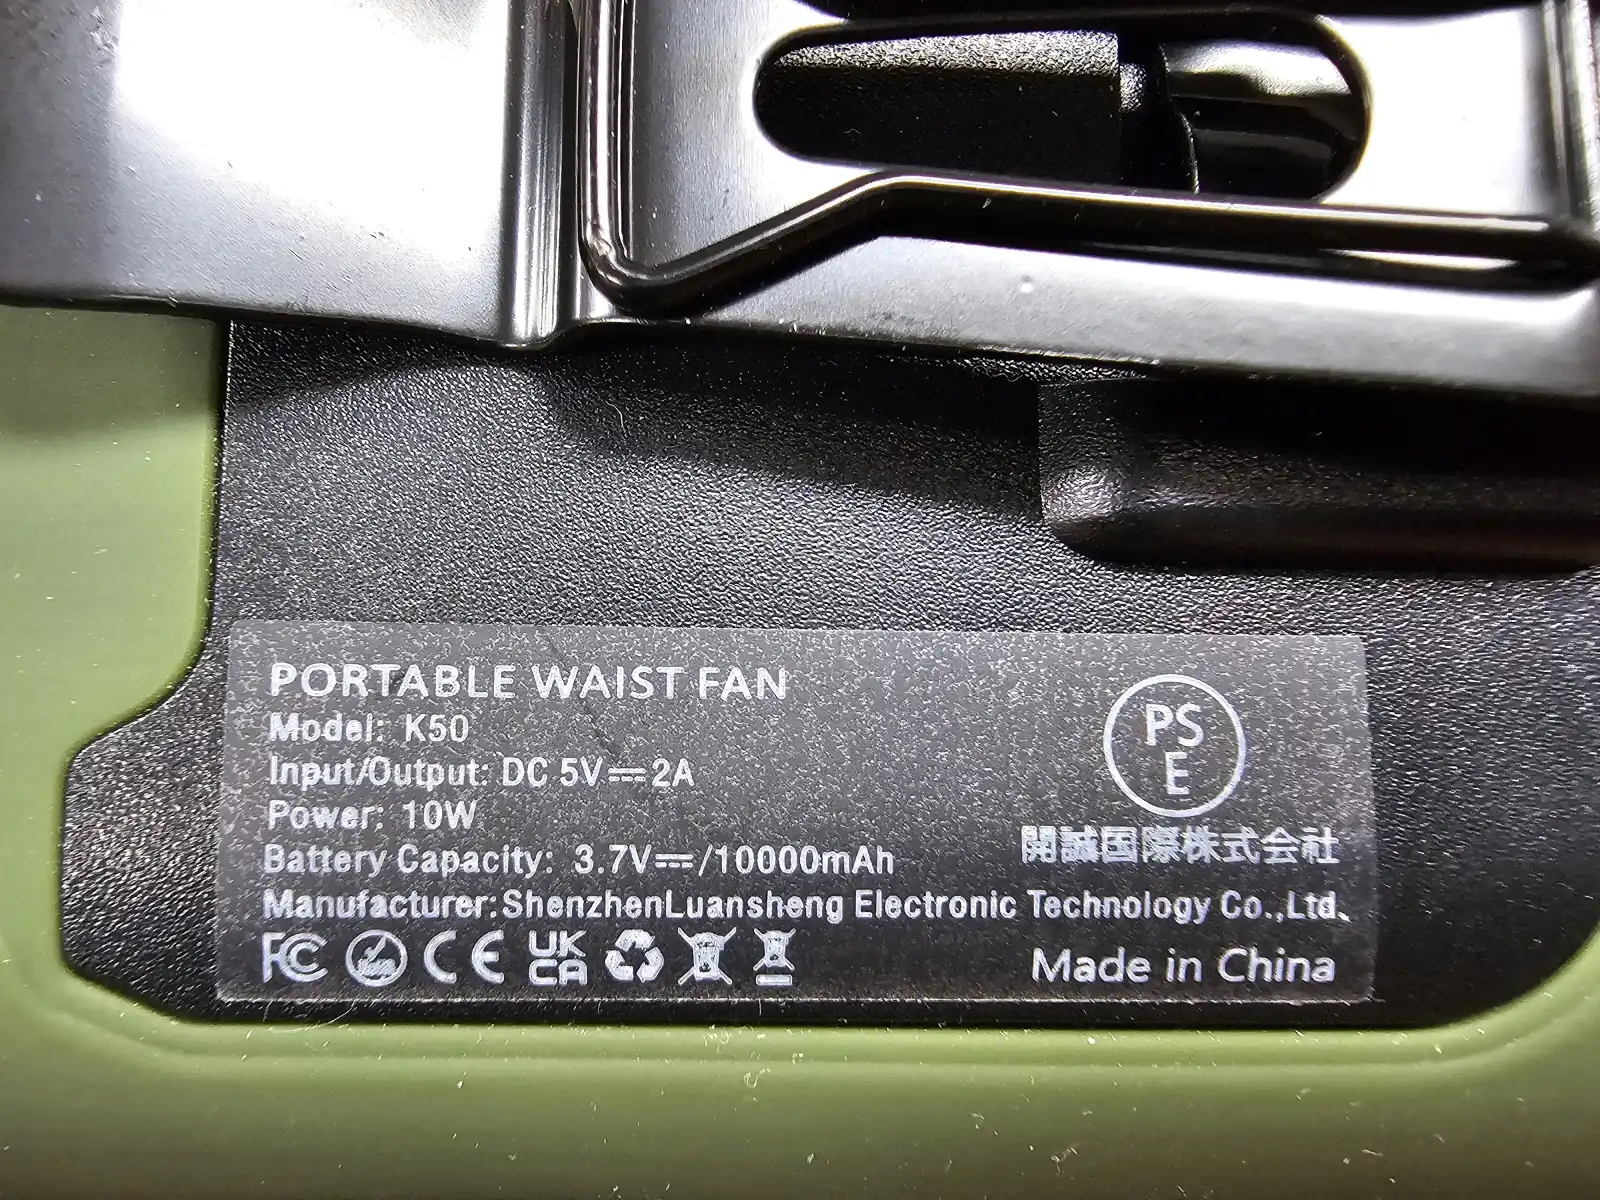 PORTABLE WAIST FAN
Model: K50
Input/Output: DC 5V⎓2A
Power: 10W
Battery Capacity: 3.7V⎓/10000mAh
Manufacturer:ShenzhenLuansheng Electronic Technology Co.,Ltd.
FC CE UK CA
PS
E
開誠国際株式会社
Made in China